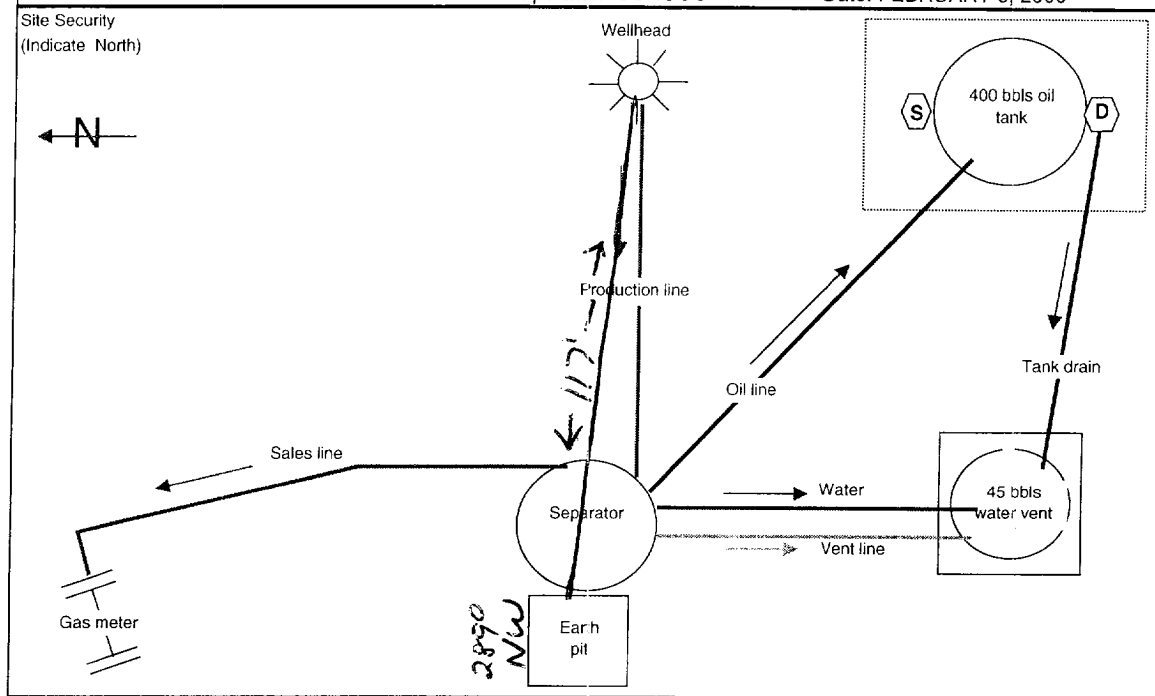 Site Security
(Indicate North)
N
Wellhead
S
400 bbls oil
tank
D
Production line
117'
Tank drain
Oil line
Sales line
Separator
Water
45 bbls
water vent
Vent line
Gas meter
Earth
pit
NW